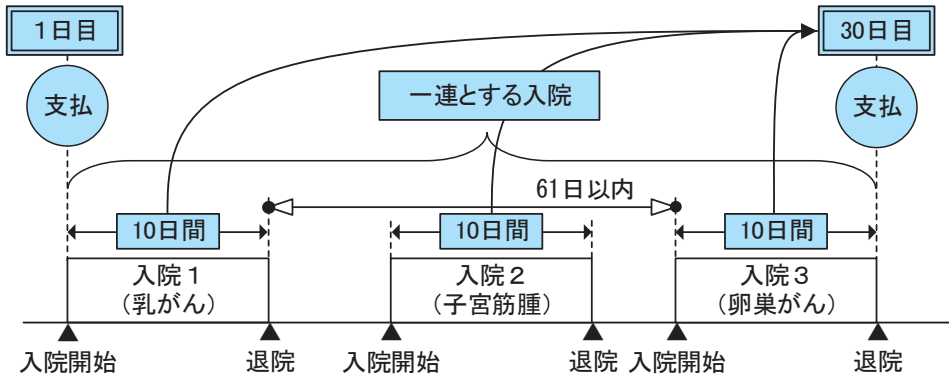 1日目
30日目
支払
支払
一連とする入院
61日以内
10日間
10日間
10日間
入院1
(乳がん)
入院2
(子宮筋腫)
入院3
(卵巣がん)
入院開始
退院
入院開始
退院
入院開始
退院